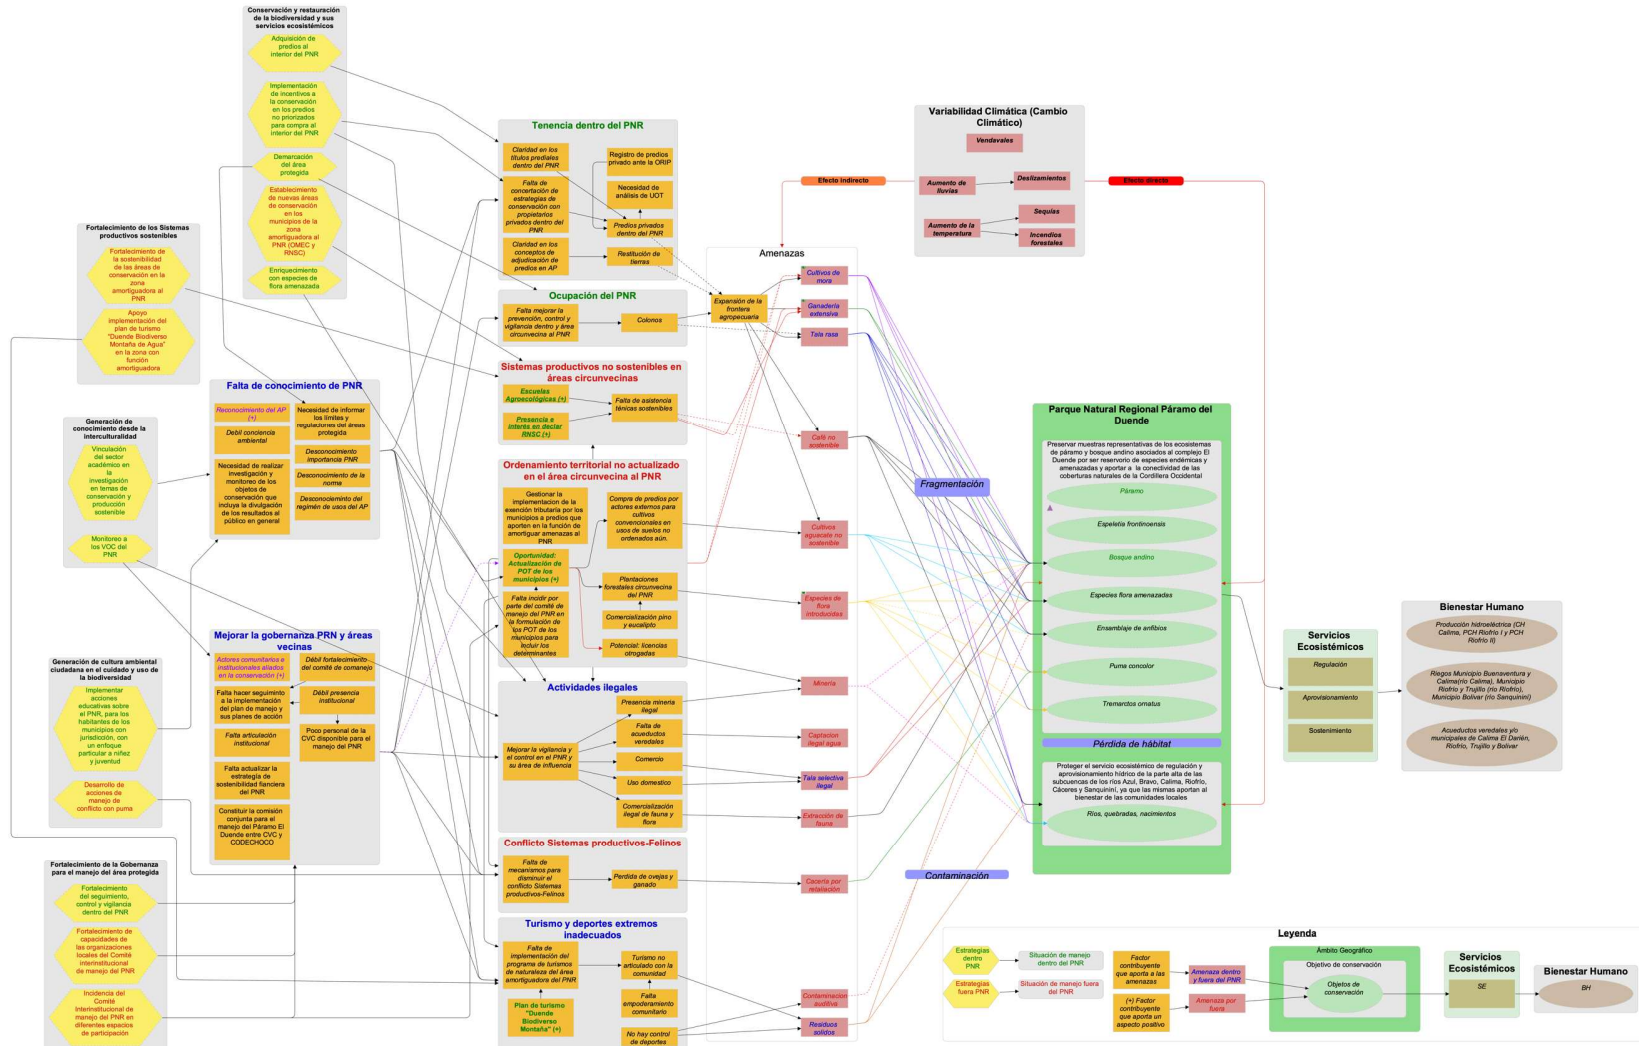 Conservación y restauración
de la biodiversidad y sus
servicios ecosistémicos
Adquisición de
predios al
interior del PNR
Implementación
de incentivos a
la conservación
en los predios
no priorizados
para compra al
interior del PNR
Demarcación
del área
protegida
Establecimiento
de nuevas áreas
de conservación
en los
municipios de la
zona
amortiguadora al
PNR (OMEC y
RNSC)
Enriquecimiento
con especies de
flora amenazada
Fortalecimiento de los Sistemas
productivos sostenibles
Fortalecimiento de
la sostenibilidad
de las áreas de
conservación en la
zona
amortiguadora al
PNR
Apoyo
implementación del
plan de turismo
"Duende Biodiverso
Montaña de Agua"
en la zona con
función
amortiguadora
Generación de
conocimiento desde la
interculturalidad
Vinculación
del sector
académico en
la
investigación
en temas de
conservación y
producción
sostenible
Monitoreo a
los VOC del
PNR
Generación de cultura ambiental
ciudadana en el cuidado y uso de
la biodiversidad
Implementar
acciones
educativas sobre
el PNR, para los
habitantes de los
municipios con
jurisdicción, con
un enfoque
particular a niñez
y juventud
Desarrollo de
acciones de
manejo de
conflicto con puma
Fortalecimiento de la Gobernanza
para el manejo del área protegida
Fortalecimiento
del seguimiento,
control y vigilancia
dentro del PNR
Fortalecimiento de
capacidades de
las organizaciones
locales del Comité
interinstitucional
de manejo del PNR
Incidencia del
Comité
Interinstitucional
de manejo del PNR en
diferentes espacios
de participación
Falta de conocimiento de PNR
Reconocimiento del AP
(+)
Debil conciencia
ambiental
Necesidad de realizar
investigación y
monitoreo de los
objetos de
conservación que
incluya la divulgación
de los resultados al
público en general
Necesidad de informar
los límites y
regulaciones del áreas
protegida
Desconocimiento
importancia PNR
Desconocimiento de la
norma
Desconocemiento del
regimén de usos del AP
Mejorar la gobernanza PRN y áreas
vecinas
Actores comunitarios e
institucionales aliados
en la conservación (+)
Falta hacer seguimiento
a la implementación
del plan de manejo y
sus planes de acción
Falta articulación
institucional
Falta actualizar la
estrategia de
sostenibilidad fianciera
del PNR
Constituir la comisión
conjunta para el
manejo del Páramo El
Duende entre CVC y
CODECHOCO
Débil fortalecimiento
del comité de comanejo
Débil presencia
institucional
Poco personal de la
CVC disponible para el
manejo del PNR
Tenencia dentro del PNR
Claridad en los
títulos prediales
dentro del PNR
Falta de
concertación de
estrategias de
conservación con
propietarios
privados dentro del
PNR
Claridad en los
conceptos de
adjudicación de
predios en AP
Registro de predios
privado ante la ORIP
Necesidad de
análisis de UOT
Predios privados
dentro del PNR
Restitución de
tierras
Ocupación del PNR
Falta mejorar la
prevención, control y
vigilancia dentro y área
circunvecina al PNR
Colonos
Sistemas productivos no sostenibles en
áreas circunvecinas
Escuelas
Agroecológicas (+)
Presencia e
interés en declar
RNSC (+)
Falta de asistencia
ténicas sostenibles
Ordenamiento territorial no actualizado
en el área circunvecina al PNR
Gestionar la
implementacion de la
exención tributaria por los
municipios a predios que
aporten en la función de
amortiguar amenazas al
PNR
Oportunidad:
Actualización de
POT de los
municipios (+)
Falta incidir por
parte del comité de
manejo del PNR en
la formulación de
los POT de los
municipios para
incluir los
determinantes
Compra de predios por
actores externos para
cultivos
convencionales en
usos de suelos no
ordenados aún.
Plantaciones
forestales circunvecina
del PNR
Comercialización pino
y eucalipto
Potencial: licencias
otrogadas
Actividades ilegales
Mejorar la vigilancia y
el control en el PNR y
su área de influencia
Presencia mineria
ilegal
Falta de
acueductos
veredales
Comercio
Uso domestico
Comercialización
ilegal de fauna y
flora
Conflicto Sistemas productivos-Felinos
Falta de
mecanismos para
disminuir el
conflicto Sistemas
productivos-Felinos
Perdida de ovejas y
ganado
Turismo y deportes extremos
inadecuados
Falta de
implementación del
programa de turismos
de naturaleza del área
amortiguadora del PNR
Plan de turismo
"Duende
Biodiverso
Montaña" (+)
Turismo no
articulado con la
comunidad
Falta
empoderamiento
comunitario
No hay control
de deportes
Amenazas
Expansión de la
frontera
agropecuaria
Cultivos de
mora
Ganadería
extensiva
Tala rasa
Café no
sostenible
Cultivos
aguacate no
sostenible
Especies de
flora
introducidas
Mineria
Captacion
ilegal agua
Tala selectiva
ilegal
Extracción de
fauna
Cacería por
retaliación
Contaminacion
auditiva
Residuos
solidos
Variabilidad Climática (Cambio
Climático)
Vendavales
Aumento de
lluvias
Deslizamientos
Aumento de la
temperatura
Sequías
Incendios
forestales
Efecto indirecto
Efecto directo
Fragmentación
Contaminación
Parque Natural Regional Páramo del
Duende
Preservar muestras representativas de los ecosistemas
de páramo y bosque andino asociados al complejo El
Duende por ser reservorio de especies endémicas y
amenazadas y aportar a la conectividad de las
coberturas naturales de la Cordillera Occidental
Páramo
Espeletia frontinoensis
Bosque andino
Especies flora amenazadas
Ensamblaje de anfibios
Puma concolor
Tremarctos ornatus
Pérdida de hábitat
Proteger el servicio ecosistémico de regulación y
aprovisionamiento hídrico de la parte alta de las
subcuencas de los ríos Azul, Bravo, Calima, Riofrío,
Cáceres y Sanquininí, ya que las mismas aportan al
bienestar de las comunidades locales
Ríos, quebradas, nacimientos
Servicios
Ecosistémicos
Regulación
Aprovisionamiento
Sostenimiento
Bienestar Humano
Producción hidroeléctrica (CH
Calima, PCH Riofrío I y PCH
Riofrío II)
Riegos Municipio Buenaventura y
Calima(río Calima), Municipio
Riofrío y Trujillo (río Riofrío),
Municipio Bolivar (río Sanquinini)
Acueductos veredales y/o
municipales de Calima El Darién,
Riofrío, Trujillo y Bolivar
Leyenda
Estrategias
dentro
PNR
Situación de manejo
dentro del PNR
Estrategias
fuera PNR
Situación de manejo fuera
del PNR
Factor
contribuyente
que aporta a las
amenazas
(+) Factor
contribuyente
que aporta un
aspecto positivo
Amenaza dentro
y fuera del PNR
Amenaza por
fuera
Ámbito Geográfico
Objetivo de conservación
Objetos de
conservación
Servicios
Ecosistémicos
SE
Bienestar Humano
BH